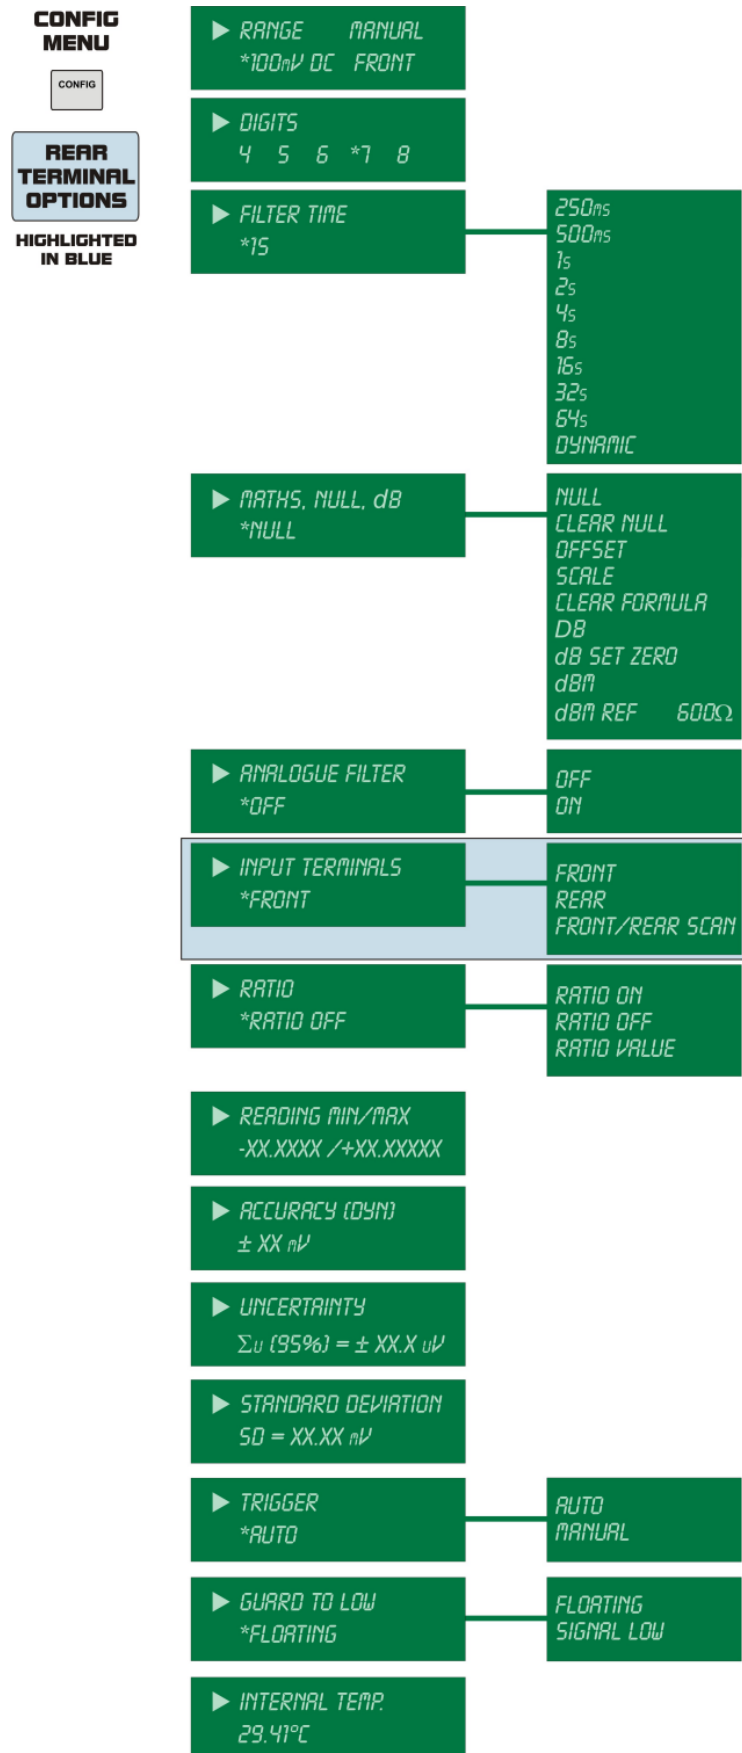 CONFIG
MENU
CONFIG
REAR
TERMINAL
OPTIONS
HIGHLIGHTED
IN BLUE
▶ RANGE MANUAL
*100mV DC FRONT
▶ DIGITS
4 5 6 *7 8
▶ FILTER TIME
*1S
250ms
500ms
1s
2s
4s
8s
16s
32s
64s
DYNAMIC
▶ MATHS, NULL, dB
*NULL
NULL
CLEAR NULL
OFFSET
SCALE
CLEAR FORMULA
DB
dB SET ZERO
dBM
dBM REF 600Ω
▶ ANALOGUE FILTER
*OFF
OFF
ON
▶ INPUT TERMINALS
*FRONT
FRONT
REAR
FRONT/REAR SCAN
▶ RATIO
*RATIO OFF
RATIO ON
RATIO OFF
RATIO VALUE
▶ READING MIN/MAX
-XX.XXXX /+XX.XXXXX
▶ ACCURACY (DYN)
± XX mV
▶ UNCERTAINTY
Σu (95%) = ± XX.X uV
▶ STANDARD DEVIATION
SD = XX.XX mV
▶ TRIGGER
*AUTO
AUTO
MANUAL
▶ GUARD TO LOW
*FLOATING
FLOATING
SIGNAL LOW
▶ INTERNAL TEMP.
29.41°C